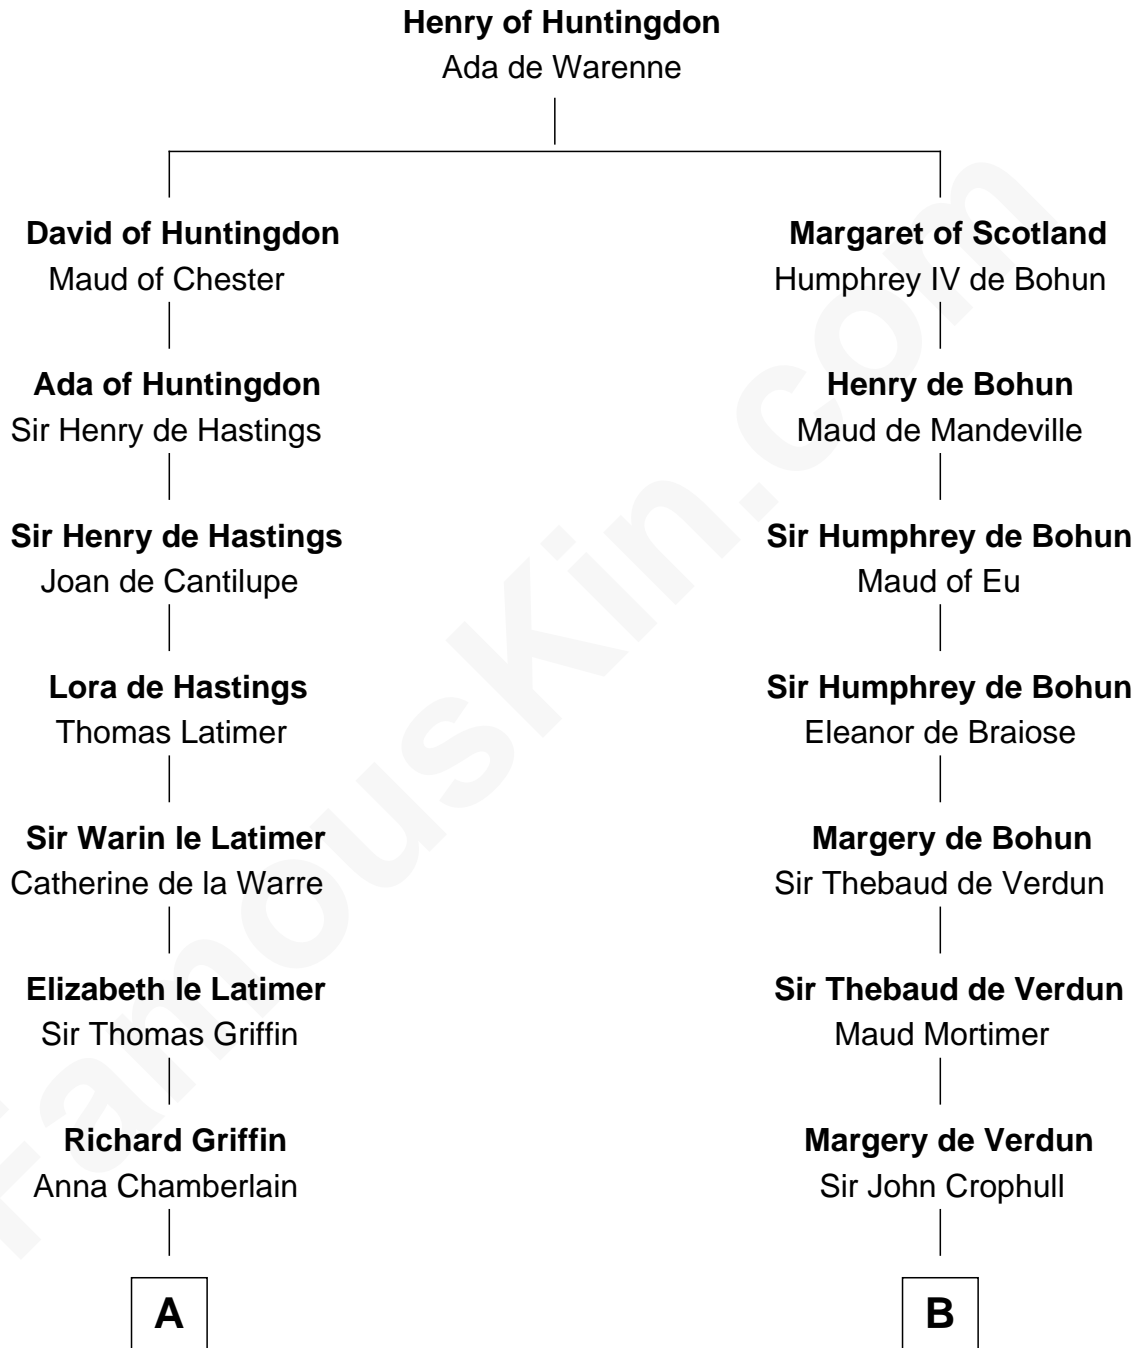 Henry of Huntingdon
Ada de Warenne
David of Huntingdon
Maud of Chester
Margaret of Scotland
Humphrey IV de Bohun
Ada of Huntingdon
Sir Henry de Hastings
Henry de Bohun
Maud de Mandeville
Sir Henry de Hastings
Joan de Cantilupe
Sir Humphrey de Bohun
Maud of Eu
Lora de Hastings
Thomas Latimer
Sir Humphrey de Bohun
Eleanor de Braiose
Sir Warin le Latimer
Catherine de la Warre
Margery de Bohun
Sir Thebaud de Verdun
Elizabeth le Latimer
Sir Thomas Griffin
Sir Thebaud de Verdun
Maud Mortimer
Richard Griffin
Anna Chamberlain
Margery de Verdun
Sir John Crophull
A
B
FamousKin.com